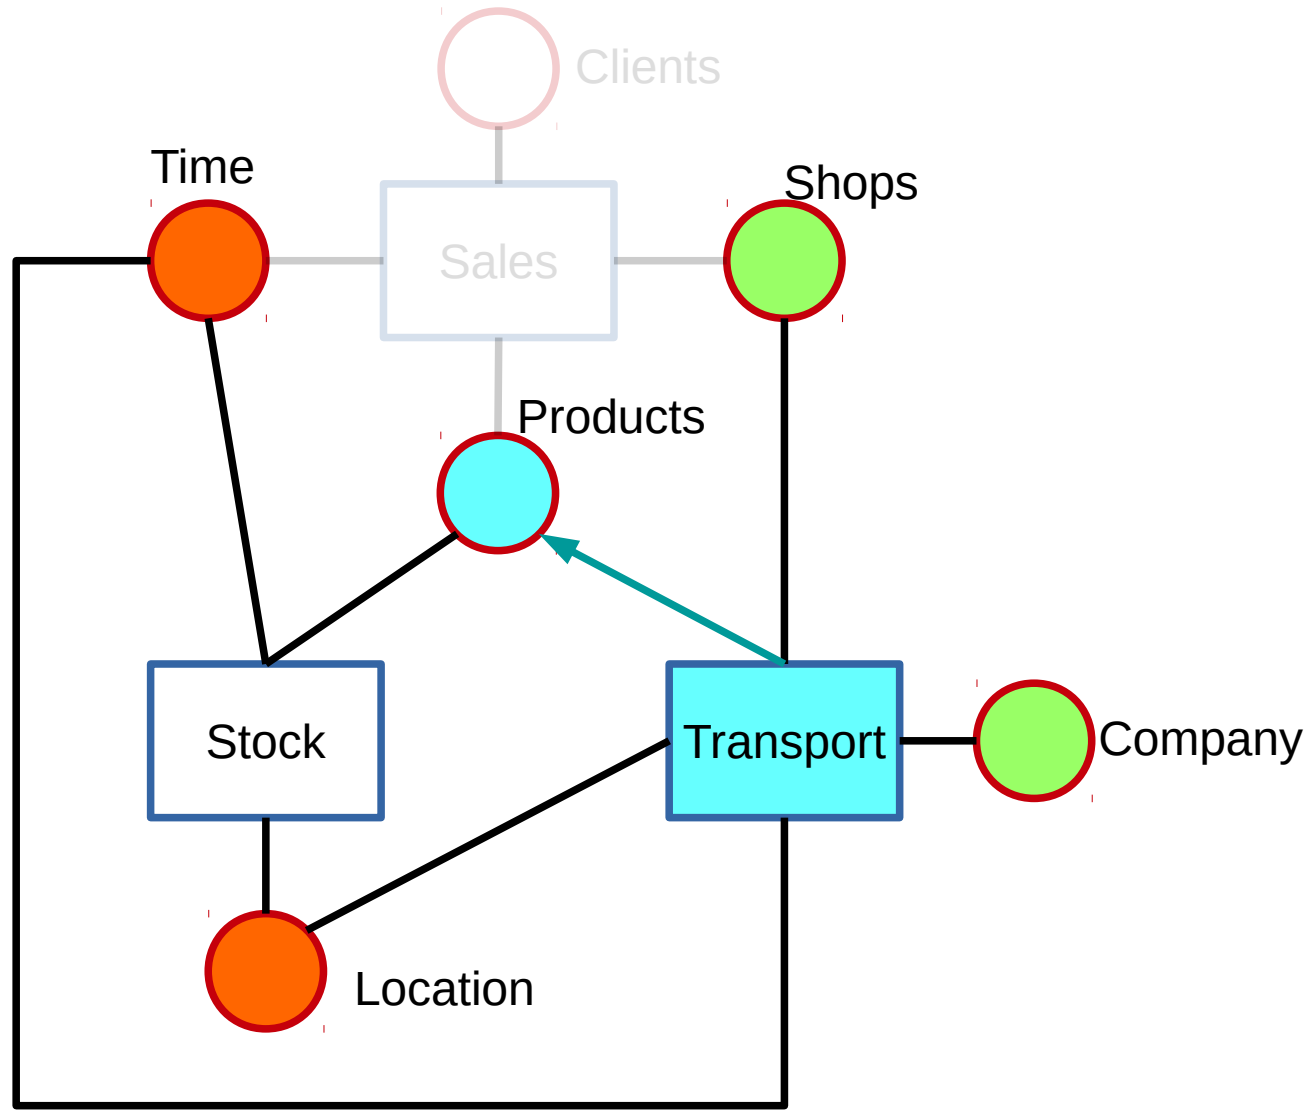 Clients
Time
Shops
Sales
Products
Stock
Transport
Company
Location